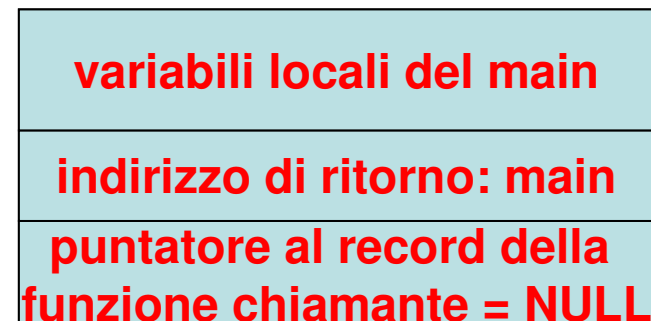 variabili locali del main
indirizzo di ritorno: main
puntatore al record della
funzione chiamante = NULL